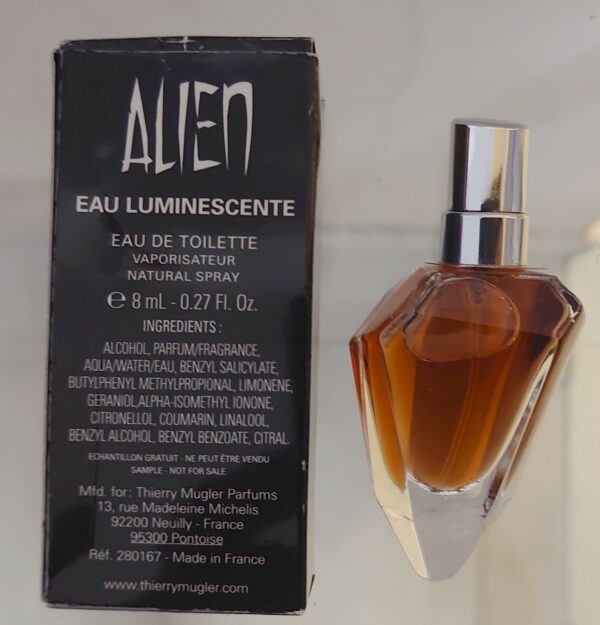 ALIEN
EAU LUMINESCENTE
EAU DE TOILETTE
VAPORISATEUR
NATURAL SPRAY
℮ 8 mL - 0.27 Fl. Oz.
INGREDIENTS :
ALCOHOL, PARFUM/FRAGRANCE,
AQUA/WATER/EAU, BENZYL SALICYLATE,
BUTYLPHENYL METHYLPROPIONAL, LIMONENE,
GERANIOL,ALPHA-ISOMETHYL IONONE,
CITRONELLOL, COUMARIN, LINALOOL,
BENZYL ALCOHOL, BENZYL BENZOATE, CITRAL.
ECHANTILLON GRATUIT - NE PEUT ÊTRE VENDU
SAMPLE - NOT FOR SALE
Mfd. for: Thierry Mugler Parfums
13, rue Madeleine Michelis
92200 Neuilly - France
95300 Pontoise
Réf. 280167 - Made in France
www.thierrymugler.com